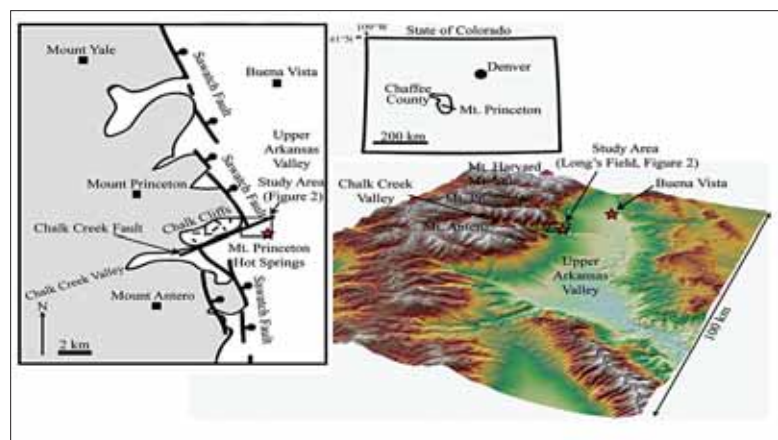 Mount Yale
Sawatch Fault
Buena Vista
Upper
Arkansas
Valley
Sawatch Fault
Study Area
(Figure 2)
Mount Princeton
Chalk Cliffs
Chalk Creek Fault
Mt. Princeton
Hot Springs
Chalk Creek Valley
Mount Antero
Sawatch Fault
N
2 km
State of Colorado
41°N
Denver
Chaffee
County
Mt. Princeton
200 km
Study Area
(Long's Field, Figure 2)
Mt. Harvard
Chalk Creek
Valley
Buena Vista
Mt. Antero
Upper
Arkansas
Valley
100 km